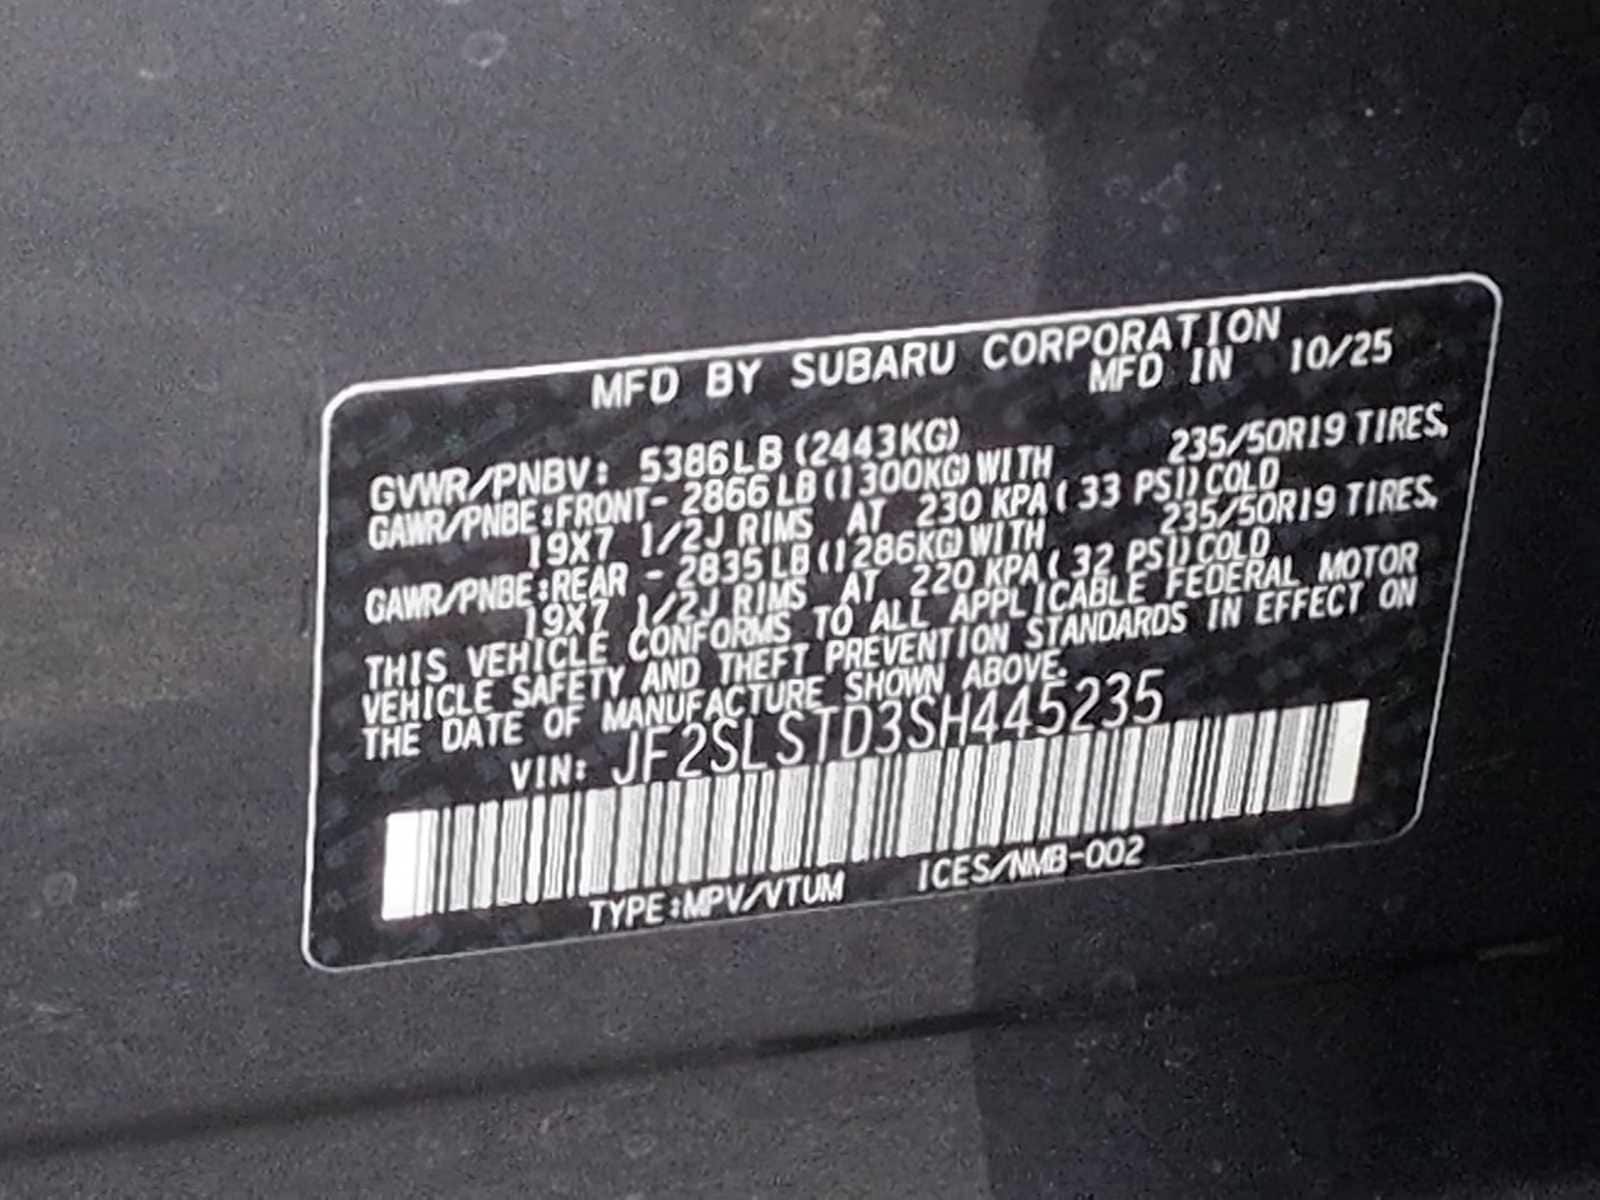 MFD BY SUBARU CORPORATION
MFD IN 10/25
GVWR/PNBV: 5386LB (2443KG)
GAWR/PNBE:FRONT- 2866LB(1300KG)WITH 235/50R19 TIRES,
19X7 1/2J RIMS AT 230 KPA( 33 PSI)COLD
GAWR/PNBE:REAR - 2835LB(1286KG)WITH 235/50R19 TIRES,
19X7 1/2J RIMS AT 220 KPA( 32 PSI)COLD
THIS VEHICLE CONFORMS TO ALL APPLICABLE FEDERAL MOTOR
VEHICLE SAFETY AND THEFT PREVENTION STANDARDS IN EFFECT ON
THE DATE OF MANUFACTURE SHOWN ABOVE.
VIN: JF2SLSTD3SH445235
TYPE:MPV/VTUM ICES/NMB-002